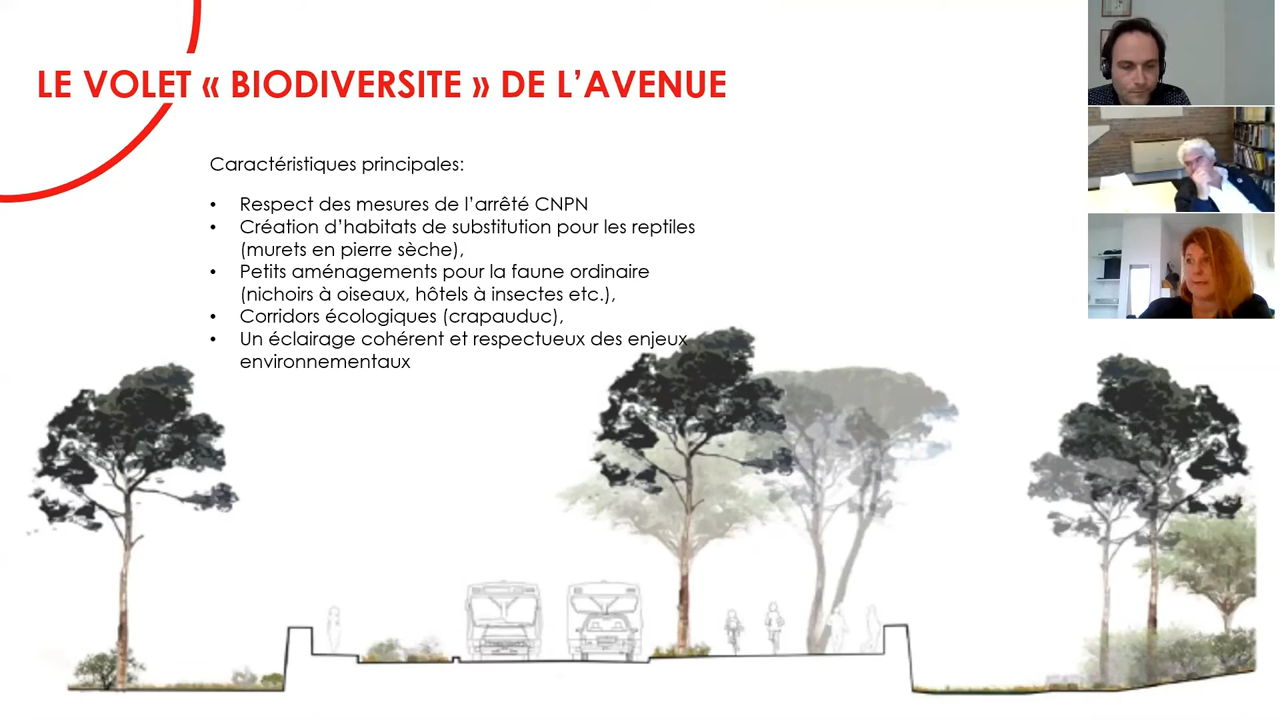 LE VOLET « BIODIVERSITE » DE L’AVENUE
Caractéristiques principales:
• Respect des mesures de l’arrêté CNPN
• Création d’habitats de substitution pour les reptiles
(murets en pierre sèche),
• Petits aménagements pour la faune ordinaire
(nichoirs à oiseaux, hôtels à insectes etc.),
• Corridors écologiques (crapauduc),
• Un éclairage cohérent et respectueux des enjeux
environnementaux